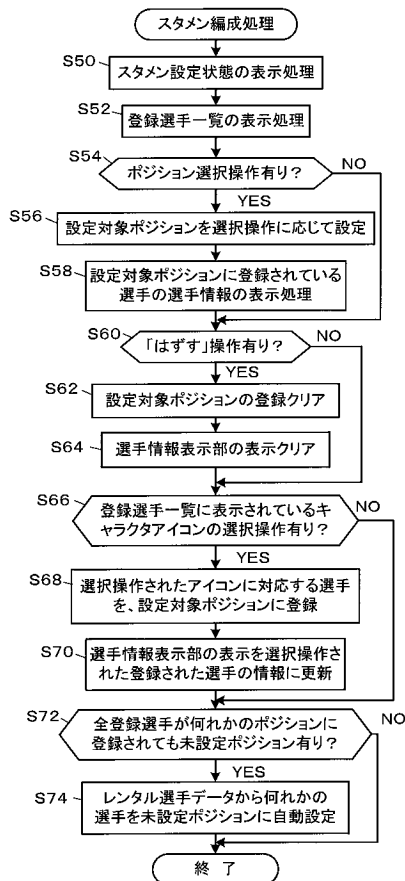 スタメン編成処理
S50
スタメン設定状態の表示処理
S52
登録選手一覧の表示処理
S54
ポジション選択操作有り?
NO
YES
S56
設定対象ポジションを選択操作に応じて設定
S58
設定対象ポジションに登録されている
選手の選手情報の表示処理
S60
「はずす」操作有り?
NO
YES
S62
設定対象ポジションの登録クリア
S64
選手情報表示部の表示クリア
S66
登録選手一覧に表示されているキ
ャラクタアイコンの選択操作有り?
NO
YES
S68
選択操作されたアイコンに対応する選手
を、設定対象ポジションに登録
S70
選手情報表示部の表示を選択操作さ
れた登録された選手の情報に更新
S72
全登録選手が何れかのポジションに
登録されても未設定ポジション有り?
NO
YES
S74
レンタル選手データから何れかの
選手を未設定ポジションに自動設定
終 了